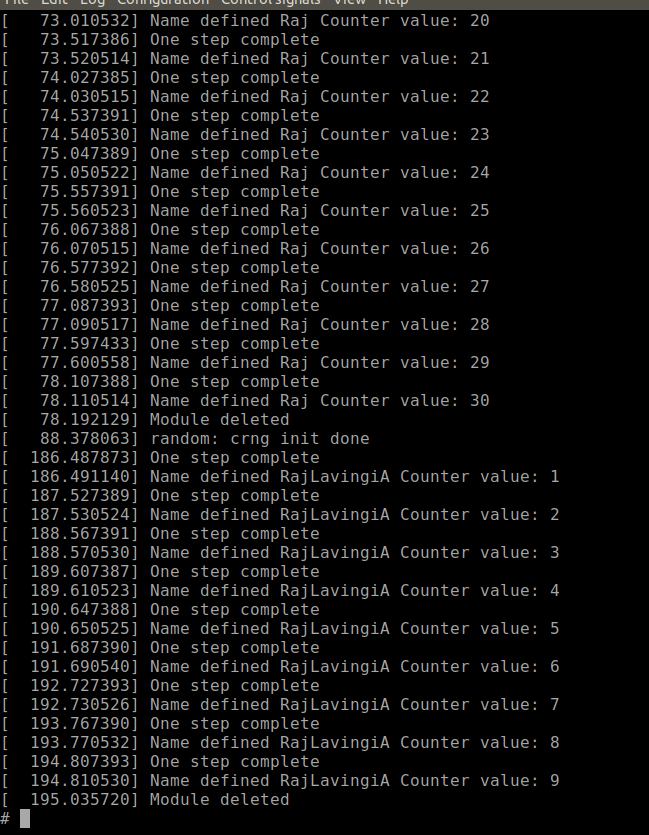 File Edit Log Configuration Control signals View Help
[   73.010532] Name defined Raj Counter value: 20
[   73.517386] One step complete
[   73.520514] Name defined Raj Counter value: 21
[   74.027385] One step complete
[   74.030515] Name defined Raj Counter value: 22
[   74.537391] One step complete
[   74.540530] Name defined Raj Counter value: 23
[   75.047389] One step complete
[   75.050522] Name defined Raj Counter value: 24
[   75.557391] One step complete
[   75.560523] Name defined Raj Counter value: 25
[   76.067388] One step complete
[   76.070515] Name defined Raj Counter value: 26
[   76.577392] One step complete
[   76.580525] Name defined Raj Counter value: 27
[   77.087393] One step complete
[   77.090517] Name defined Raj Counter value: 28
[   77.597433] One step complete
[   77.600558] Name defined Raj Counter value: 29
[   78.107388] One step complete
[   78.110514] Name defined Raj Counter value: 30
[   78.192129] Module deleted
[   88.378063] random: crng init done
[  186.487873] One step complete
[  186.491140] Name defined RajLavingiA Counter value: 1
[  187.527389] One step complete
[  187.530524] Name defined RajLavingiA Counter value: 2
[  188.567391] One step complete
[  188.570530] Name defined RajLavingiA Counter value: 3
[  189.607387] One step complete
[  189.610523] Name defined RajLavingiA Counter value: 4
[  190.647388] One step complete
[  190.650525] Name defined RajLavingiA Counter value: 5
[  191.687390] One step complete
[  191.690540] Name defined RajLavingiA Counter value: 6
[  192.727393] One step complete
[  192.730526] Name defined RajLavingiA Counter value: 7
[  193.767390] One step complete
[  193.770532] Name defined RajLavingiA Counter value: 8
[  194.807393] One step complete
[  194.810530] Name defined RajLavingiA Counter value: 9
[  195.035720] Module deleted
#